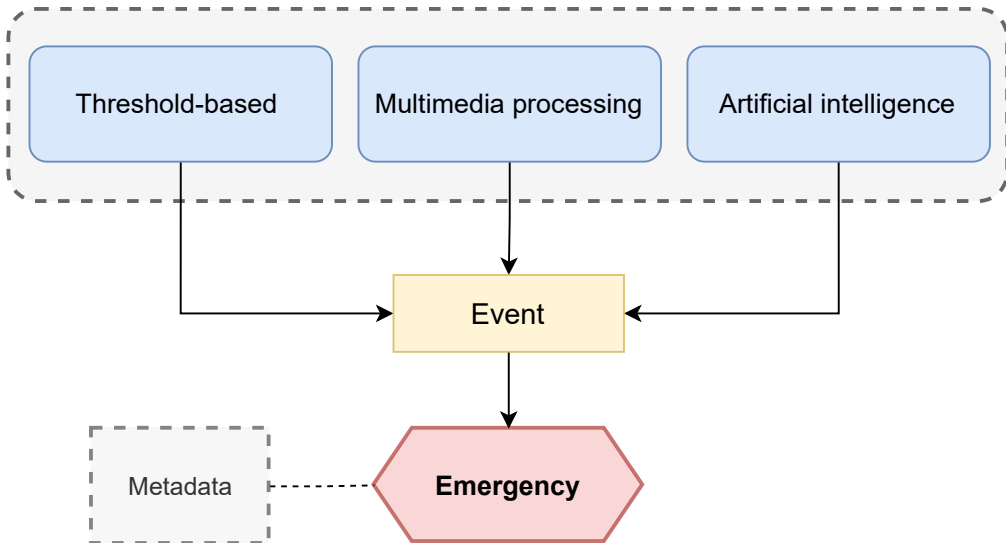 Threshold-based
Multimedia processing
Artificial intelligence
Event
Metadata
Emergency